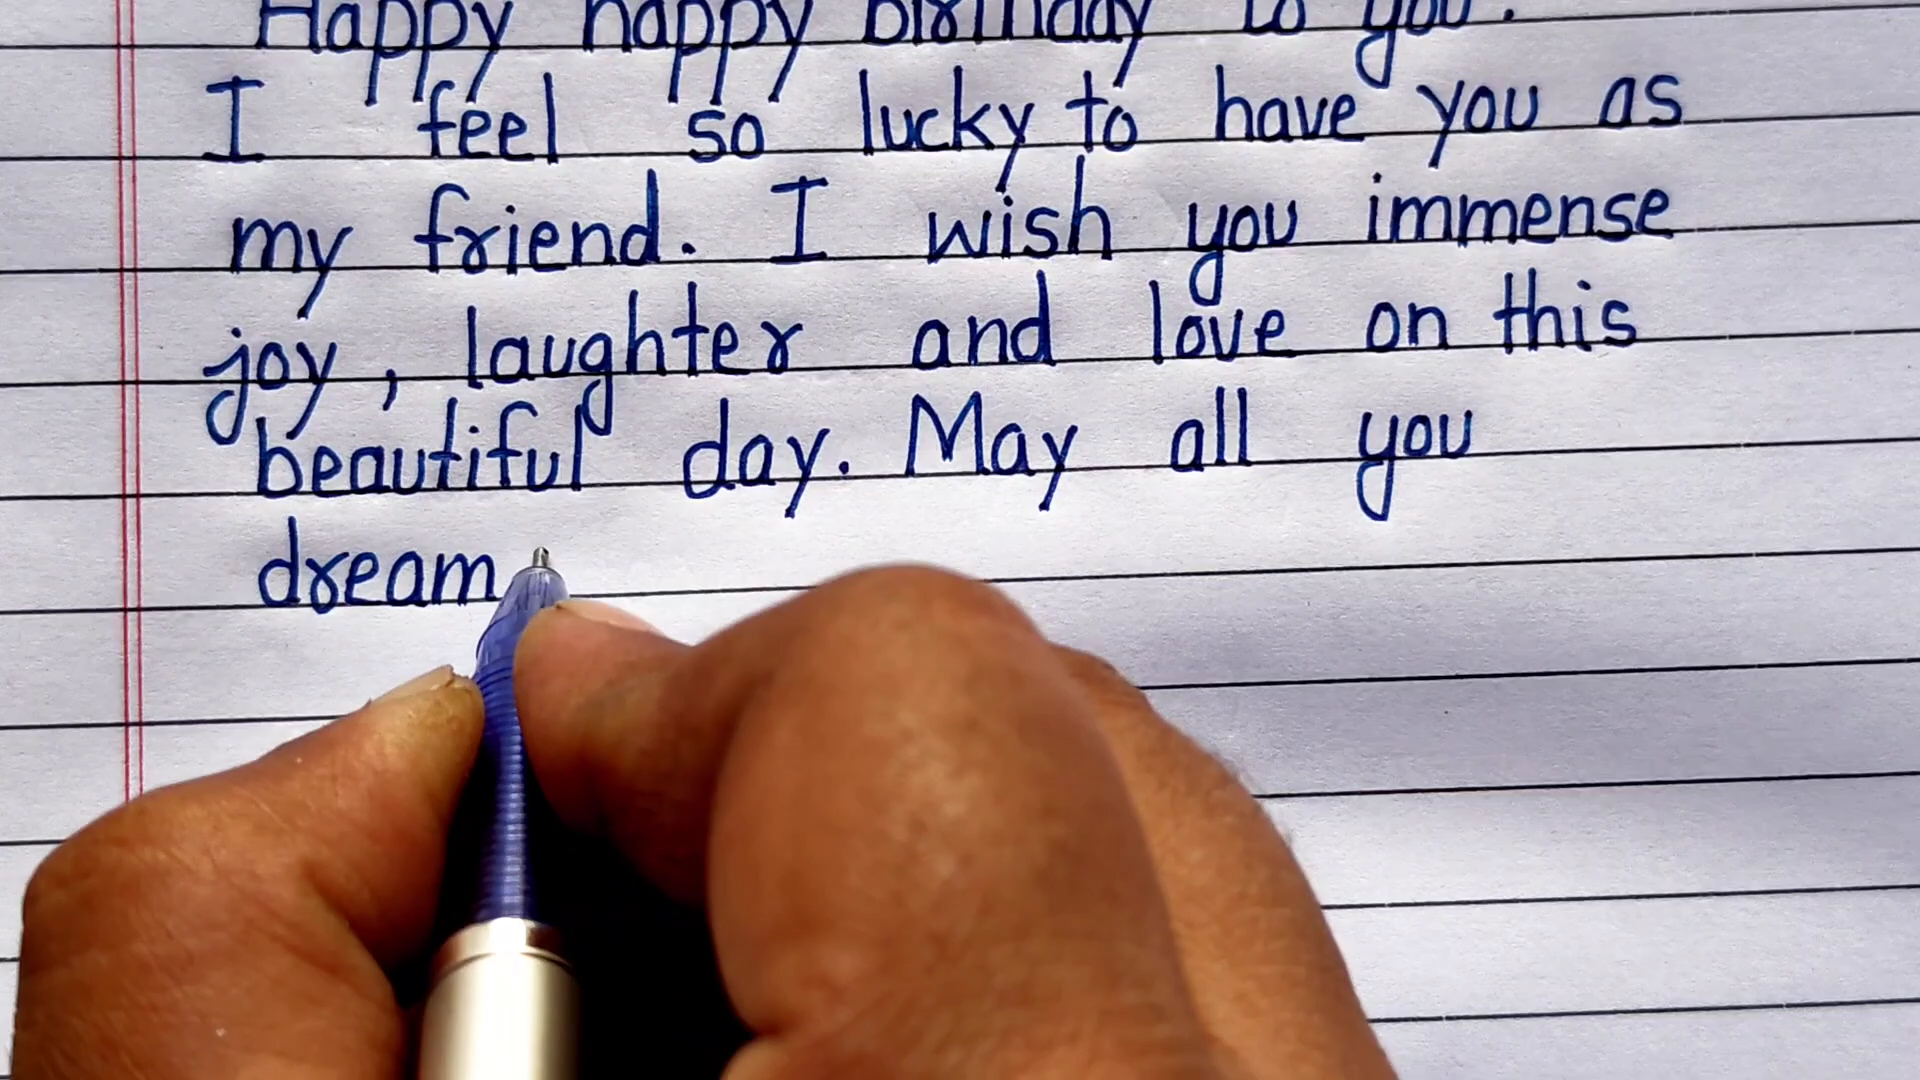 Happy happy birthday to you.
I feel so lucky to have you as
my friend. I wish you immense
joy, laughter and love on this
beautiful day. May all you
dream